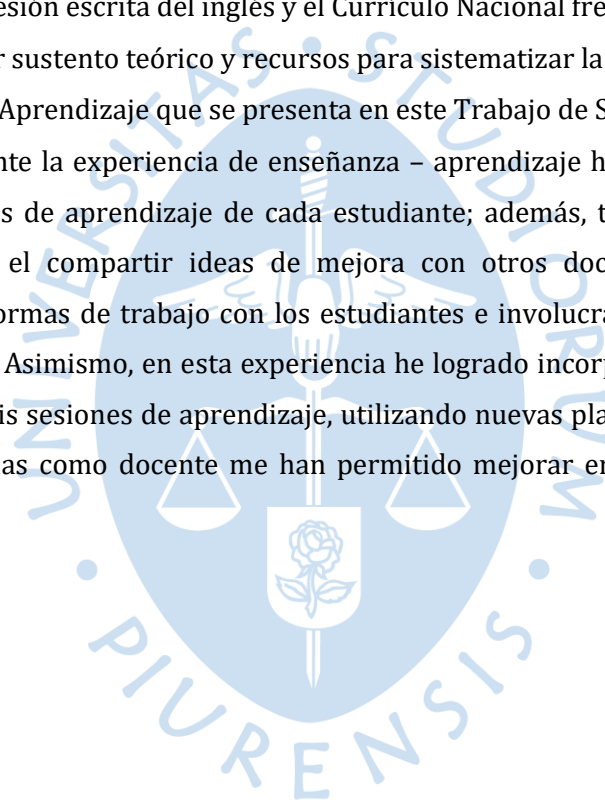 esión escrita del inglés y el Currículo Nacional fre
r sustento teórico y recursos para sistematizar la
Aprendizaje que se presenta en este Trabajo de S
nte la experiencia de enseñanza – aprendizaje h
s de aprendizaje de cada estudiante; además, t
el compartir ideas de mejora con otros doc
ormas de trabajo con los estudiantes e involucra
Asimismo, en esta experiencia he logrado incorp
is sesiones de aprendizaje, utilizando nuevas pla
as como docente me han permitido mejorar en
UNIVERSITAS • STUDIORUM • PIURENSIS •